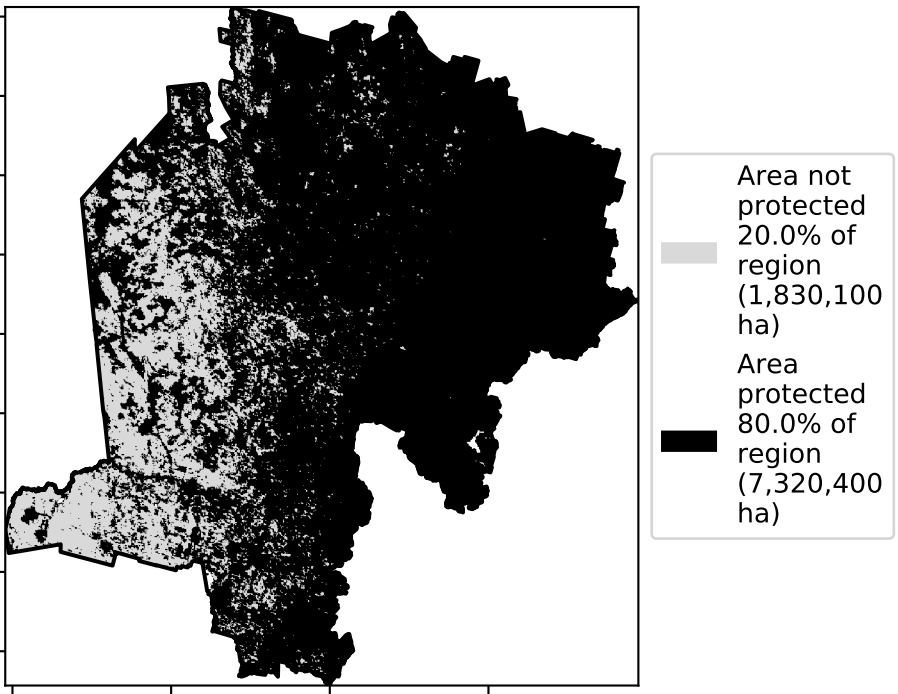 Area not
protected
20.0% of
region
(1,830,100
ha)
Area
protected
80.0% of
region
(7,320,400
ha)